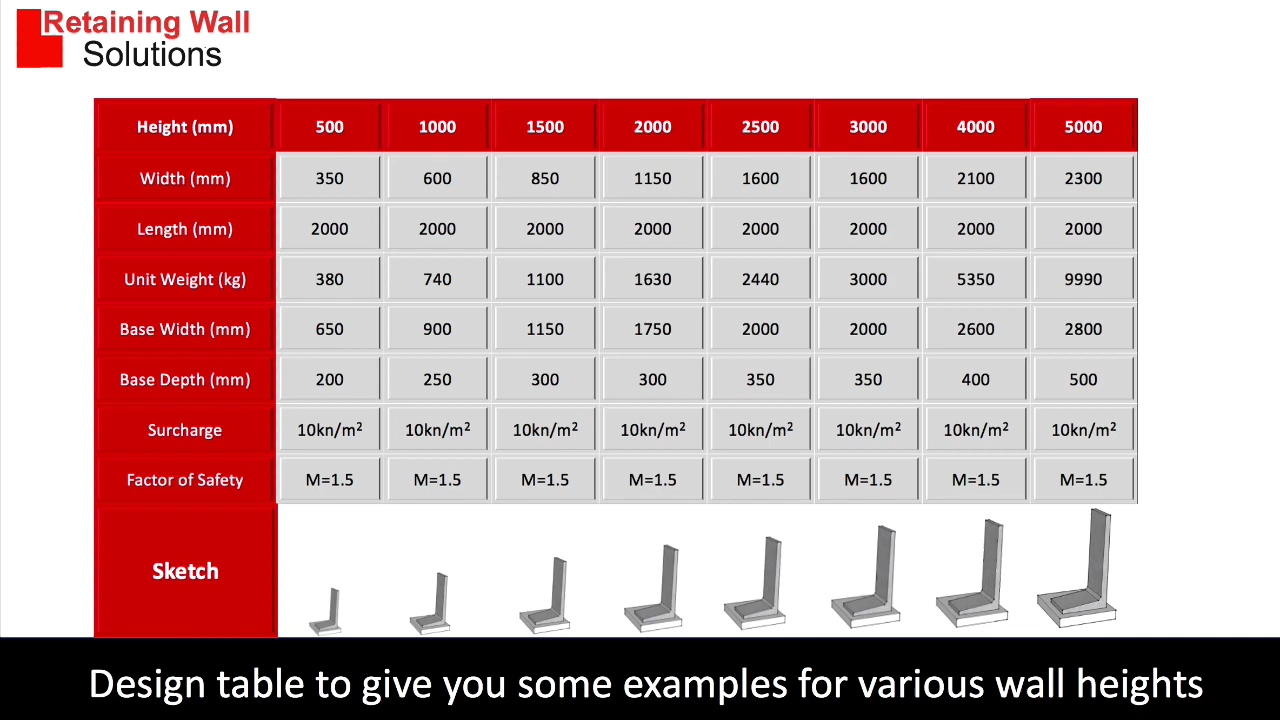 Retaining Wall
Solutions
Height (mm) 500 1000 1500 2000 2500 3000 4000 5000
Width (mm) 350 600 850 1150 1600 1600 2100 2300
Length (mm) 2000 2000 2000 2000 2000 2000 2000 2000
Unit Weight (kg) 380 740 1100 1630 2440 3000 5350 9990
Base Width (mm) 650 900 1150 1750 2000 2000 2600 2800
Base Depth (mm) 200 250 300 300 350 350 400 500
Surcharge 10kn/m² 10kn/m² 10kn/m² 10kn/m² 10kn/m² 10kn/m² 10kn/m² 10kn/m²
Factor of Safety M=1.5 M=1.5 M=1.5 M=1.5 M=1.5 M=1.5 M=1.5 M=1.5
Sketch
Design table to give you some examples for various wall heights